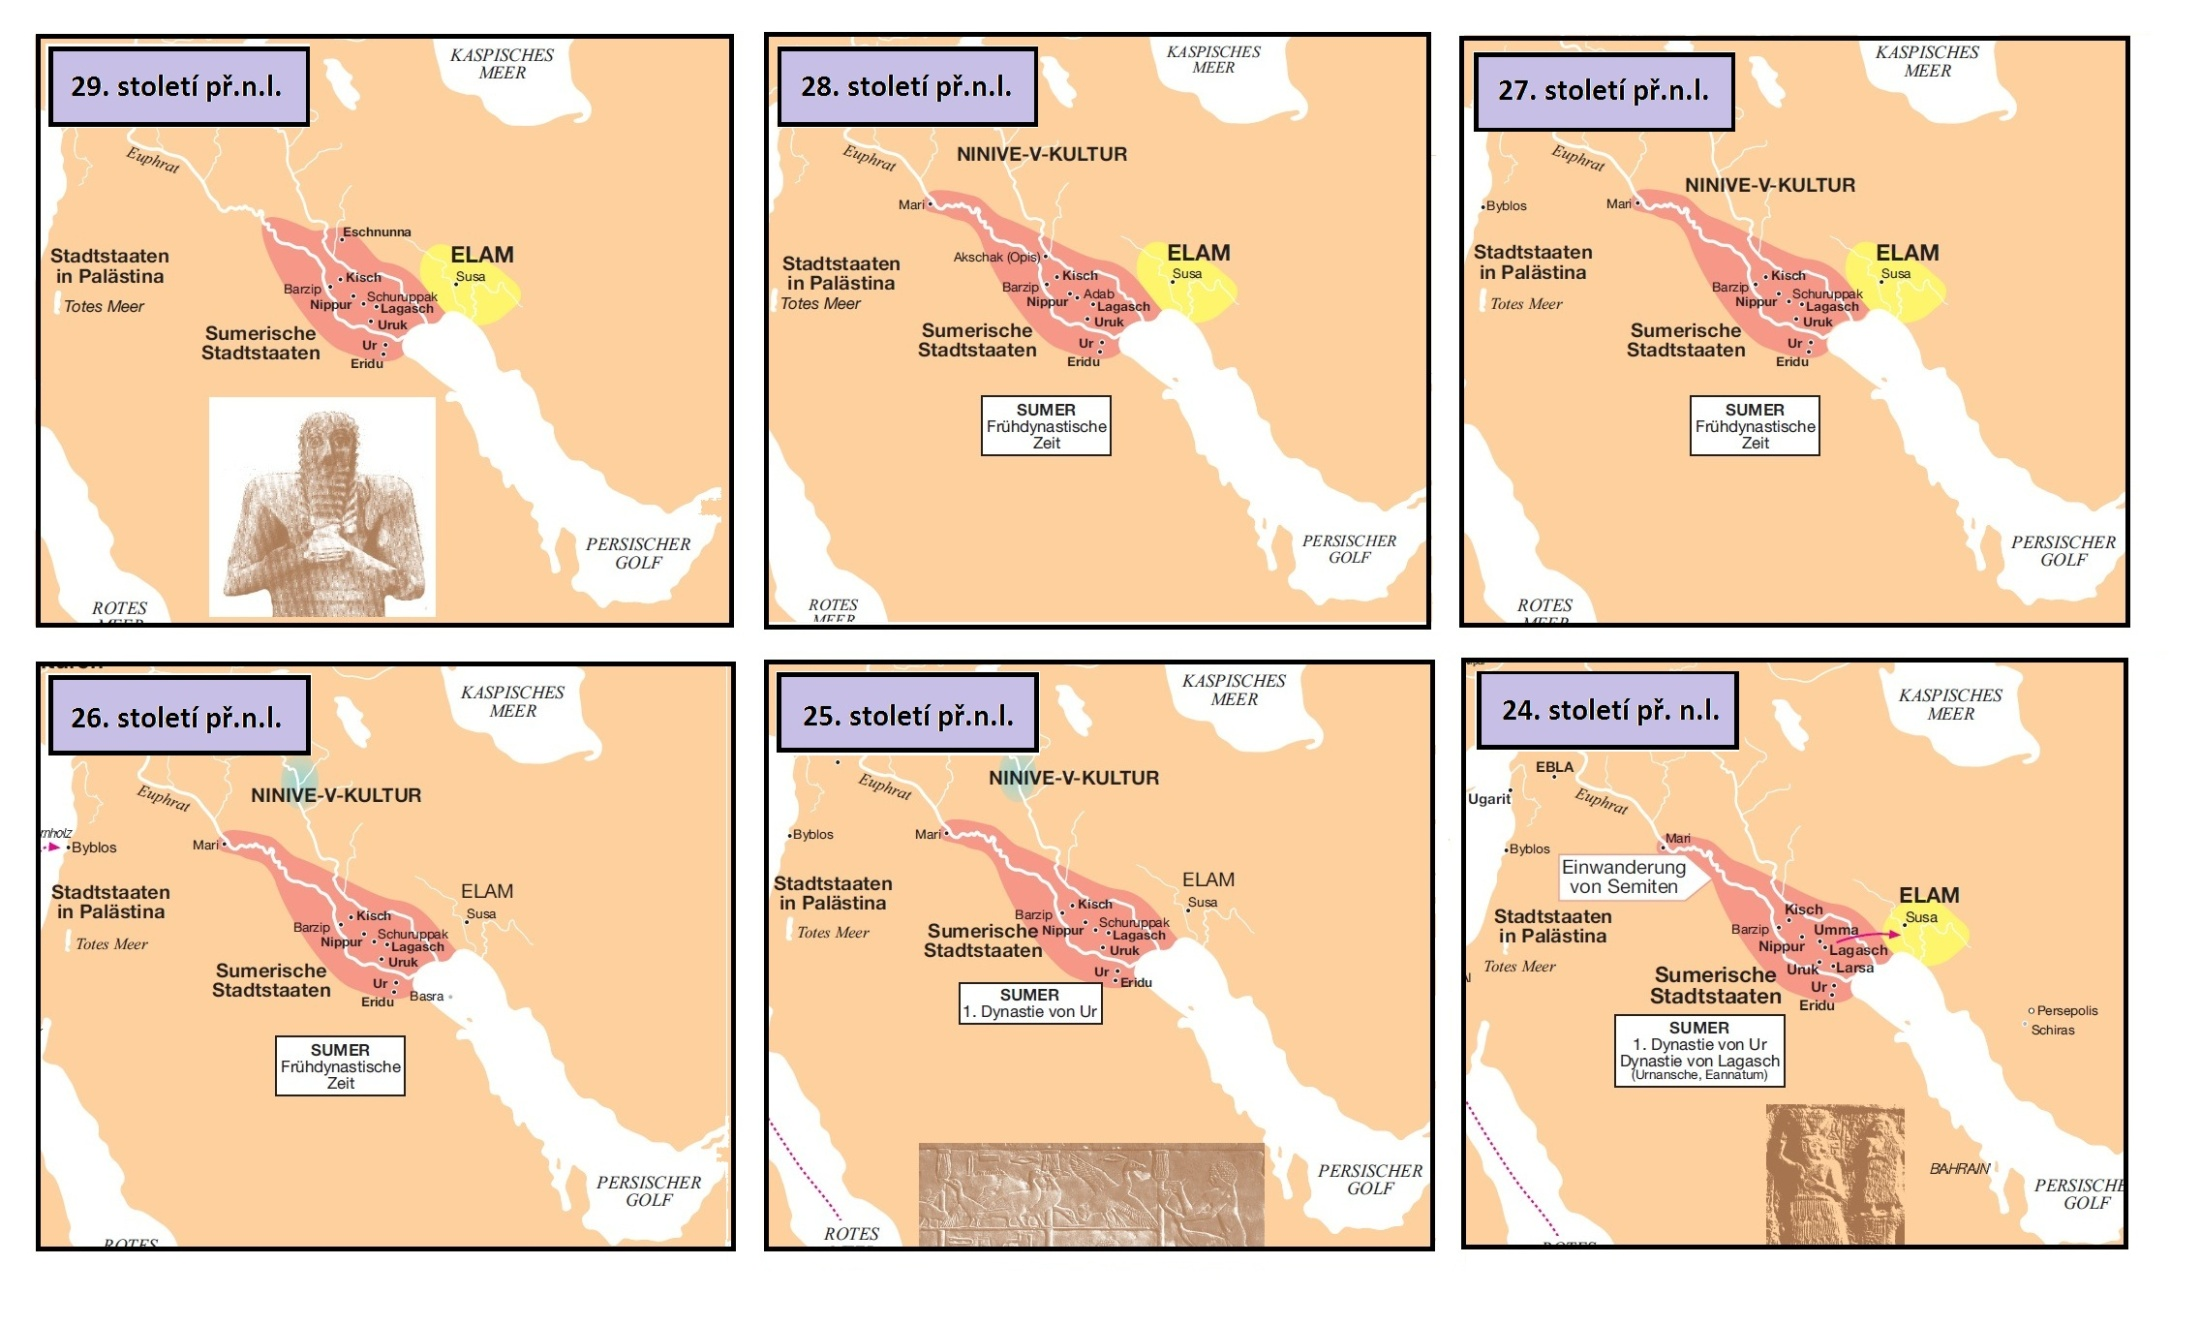 29. století př.n.l.
KASPISCHES
MEER
Euphrat
Eschnunna
Stadtstaaten
in Palästina
ELAM
Susa
Kisch
Barzip
Schuruppak
Nippur
Lagasch
Totes Meer
Uruk
Sumerische
Stadtstaaten
Ur
Eridu
PERSISCHER
GOLF
ROTES
MEER
28. století př.n.l.
KASPISCHES
MEER
Euphrat
NINIVE-V-KULTUR
Mari
Akschak (Opis)
ELAM
Stadtstaaten
in Palästina
Susa
Kisch
Barzip
Adab
Nippur
Lagasch
Totes Meer
Uruk
Sumerische
Stadtstaaten
Ur
Eridu
SUMER
Frühdynastische
Zeit
PERSISCHER
GOLF
ROTES
MEER
27. století př.n.l.
KASPISCHES
MEER
Euphrat
NINIVE-V-KULTUR
Byblos
Mari
Stadtstaaten
in Palästina
ELAM
Susa
Kisch
Barzip
Schuruppak
Nippur
Lagasch
Totes Meer
Uruk
Sumerische
Stadtstaaten
Ur
Eridu
SUMER
Frühdynastische
Zeit
PERSISCHER
GOLF
ROTES
MEER
26. století př.n.l.
KASPISCHES
MEER
Euphrat
NINIVE-V-KULTUR
Byblos
Mari
Stadtstaaten
in Palästina
ELAM
Susa
Kisch
Barzip
Schuruppak
Nippur
Lagasch
Totes Meer
Uruk
Sumerische
Stadtstaaten
Ur
Eridu
Basra
SUMER
Frühdynastische
Zeit
PERSISCHER
GOLF
ROTES
25. století př.n.l.
KASPISCHES
MEER
Euphrat
NINIVE-V-KULTUR
Byblos
Mari
Stadtstaaten
in Palästina
ELAM
Susa
Kisch
Barzip
Schuruppak
Nippur
Lagasch
Totes Meer
Uruk
Sumerische
Stadtstaaten
Ur
Eridu
SUMER
1. Dynastie von Ur
PERSISCHER
GOLF
ROTES
24. století př. n.l.
KASPISCHES
MEER
EBLA
Ugarit
Euphrat
Byblos
Mari
Einwanderung
von Semiten
Stadtstaaten
in Palästina
ELAM
Susa
Kisch
Barzip
Umma
Nippur
Lagasch
Totes Meer
Uruk
Larsa
Sumerische
Stadtstaaten
Ur
Eridu
Persepolis
Schiras
SUMER
1. Dynastie von Ur
Dynastie von Lagasch
(Urnansche, Eannatum)
BAHRAIN
PERSISCHE
GOLF
ROTES